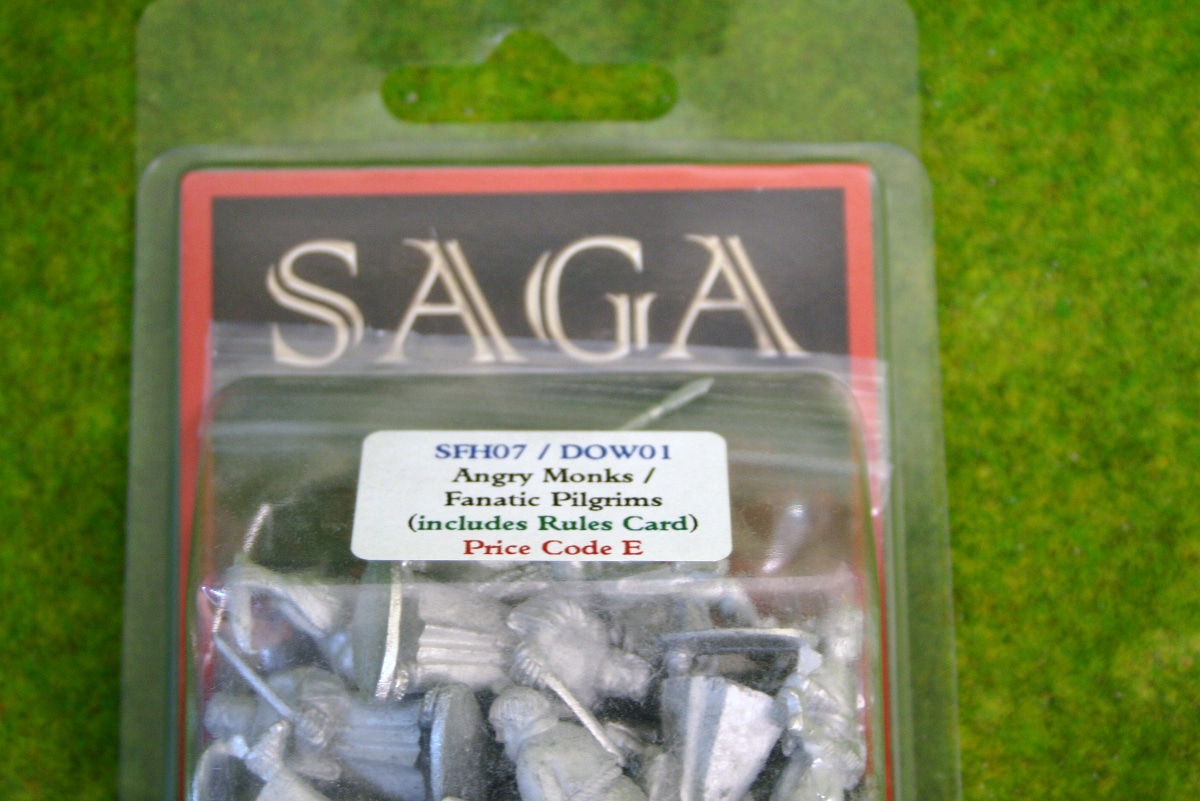 SAGA
SFH07 / DOW01
Angry Monks /
Fanatic Pilgrims
(includes Rules Card)
Price Code E